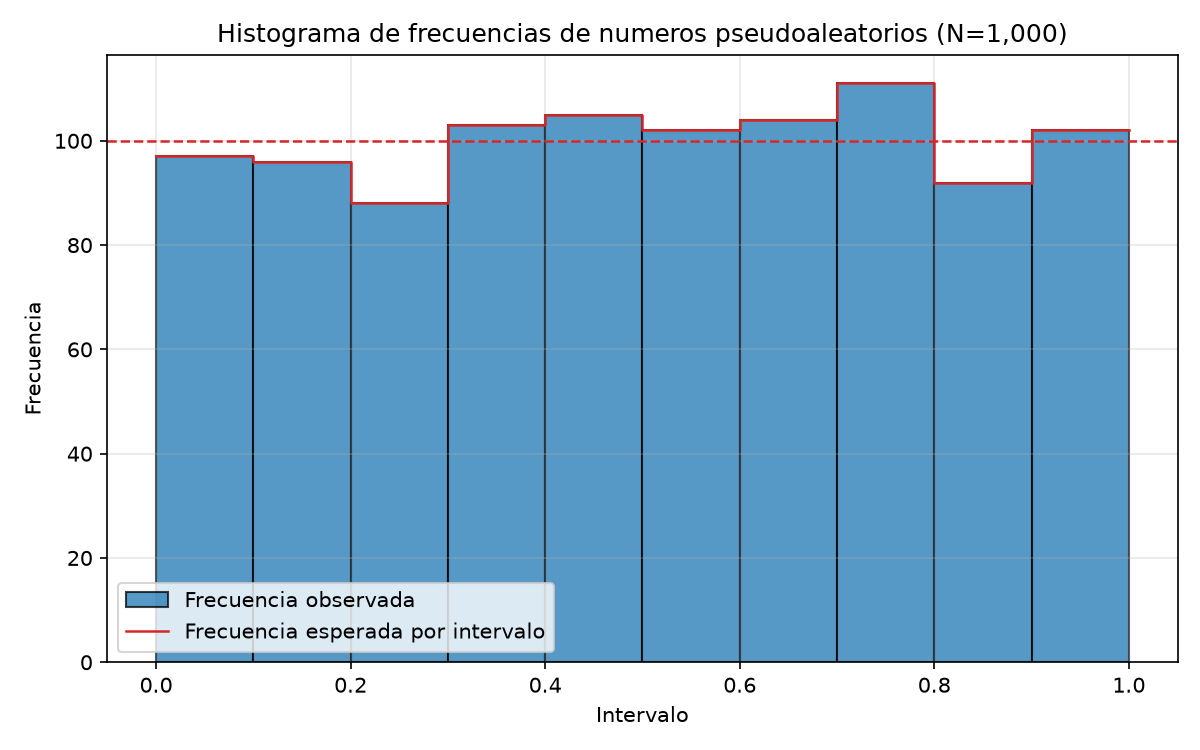 Histograma de frecuencias de numeros pseudoaleatorios (N=1,000)
Frecuencia
100
80
60
40
20
0
Frecuencia observada
Frecuencia esperada por intervalo
0.0 0.2 0.4 0.6 0.8 1.0
Intervalo